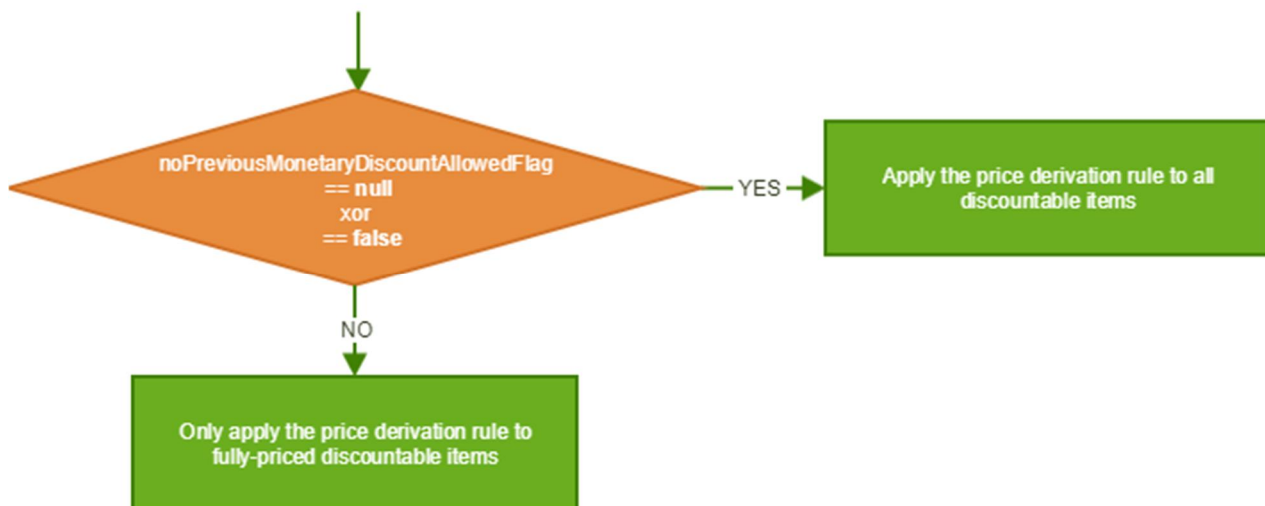 noPreviousMonetaryDiscountAllowedFlag
== null
xor
== false
YES
Apply the price derivation rule to all
discountable items
NO
Only apply the price derivation rule to
fully-priced discountable items